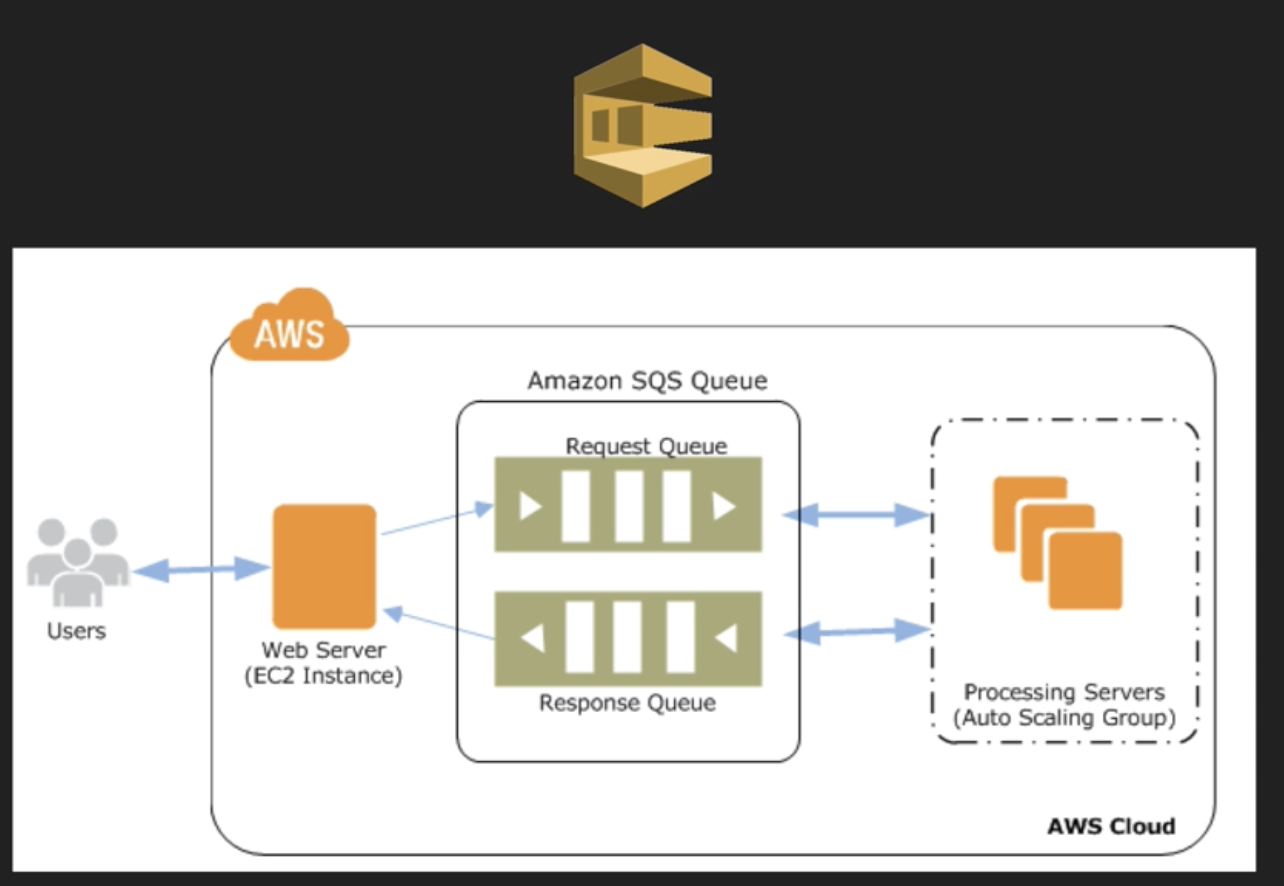 AWS
Amazon SQS Queue
Request Queue
Users
Web Server
(EC2 Instance)
Response Queue
Processing Servers
(Auto Scaling Group)
AWS Cloud